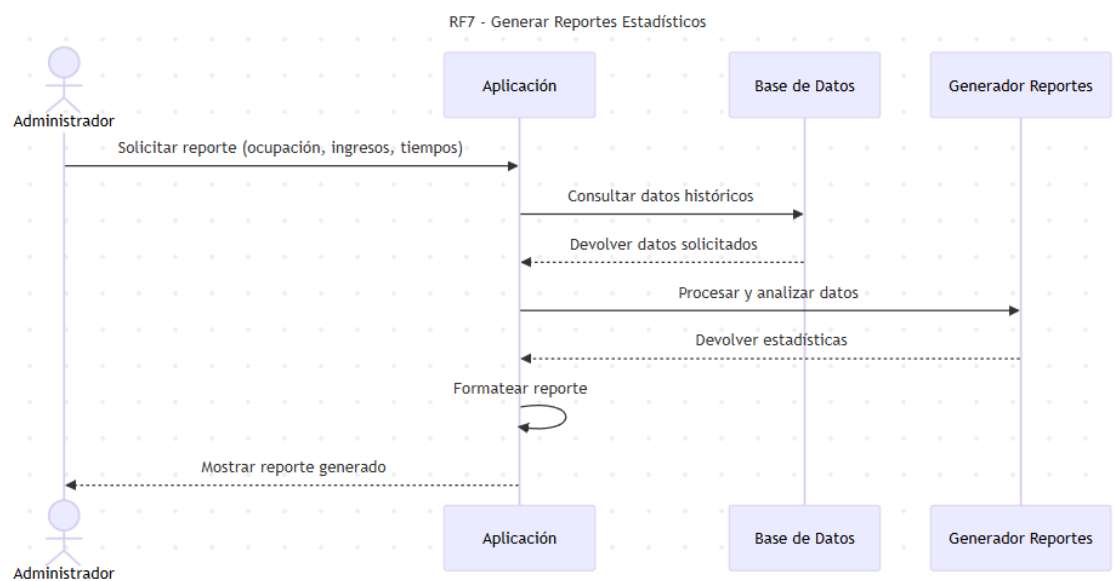 RF7 - Generar Reportes Estadísticos
Administrador
Aplicación
Base de Datos
Generador Reportes
Solicitar reporte (ocupación, ingresos, tiempos)
Consultar datos históricos
Devolver datos solicitados
Procesar y analizar datos
Devolver estadísticas
Formatear reporte
Mostrar reporte generado
Administrador
Aplicación
Base de Datos
Generador Reportes